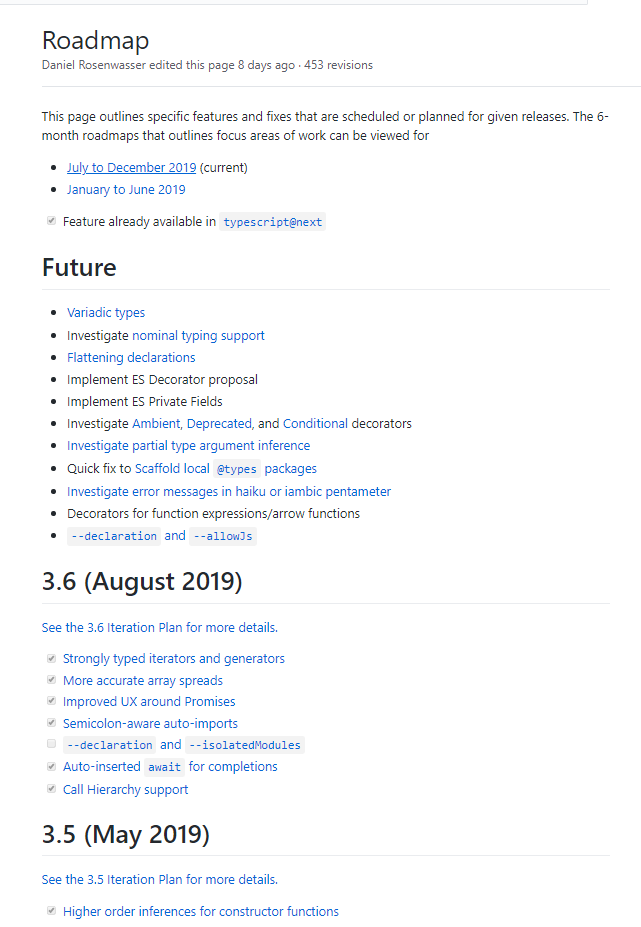 Roadmap
Daniel Rosenwasser edited this page 8 days ago · 453 revisions
This page outlines specific features and fixes that are scheduled or planned for given releases. The 6-
month roadmaps that outlines focus areas of work can be viewed for
July to December 2019 (current)
January to June 2019
Feature already available in typescript@next
Future
Variadic types
Investigate nominal typing support
Flattening declarations
Implement ES Decorator proposal
Implement ES Private Fields
Investigate Ambient, Deprecated, and Conditional decorators
Investigate partial type argument inference
Quick fix to Scaffold local @types packages
Investigate error messages in haiku or iambic pentameter
Decorators for function expressions/arrow functions
--declaration and --allowJs
3.6 (August 2019)
See the 3.6 Iteration Plan for more details.
Strongly typed iterators and generators
More accurate array spreads
Improved UX around Promises
Semicolon-aware auto-imports
--declaration and --isolatedModules
Auto-inserted await for completions
Call Hierarchy support
3.5 (May 2019)
See the 3.5 Iteration Plan for more details.
Higher order inferences for constructor functions